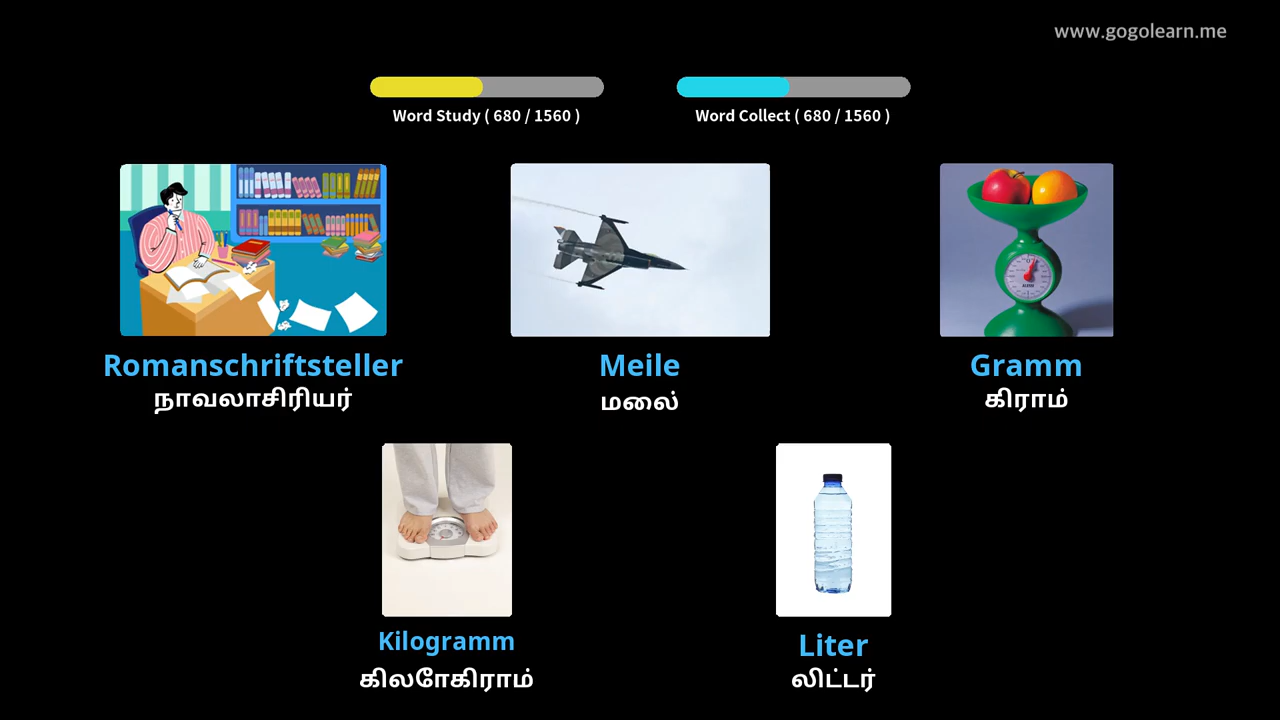 www.gogolearn.me
Word Study ( 680 / 1560 )
Word Collect ( 680 / 1560 )
Romanschriftsteller
நாவலாசிரியர்
Meile
மைல்
Gramm
கிராம்
Kilogramm
கிலோகிராம்
Liter
லிட்டர்